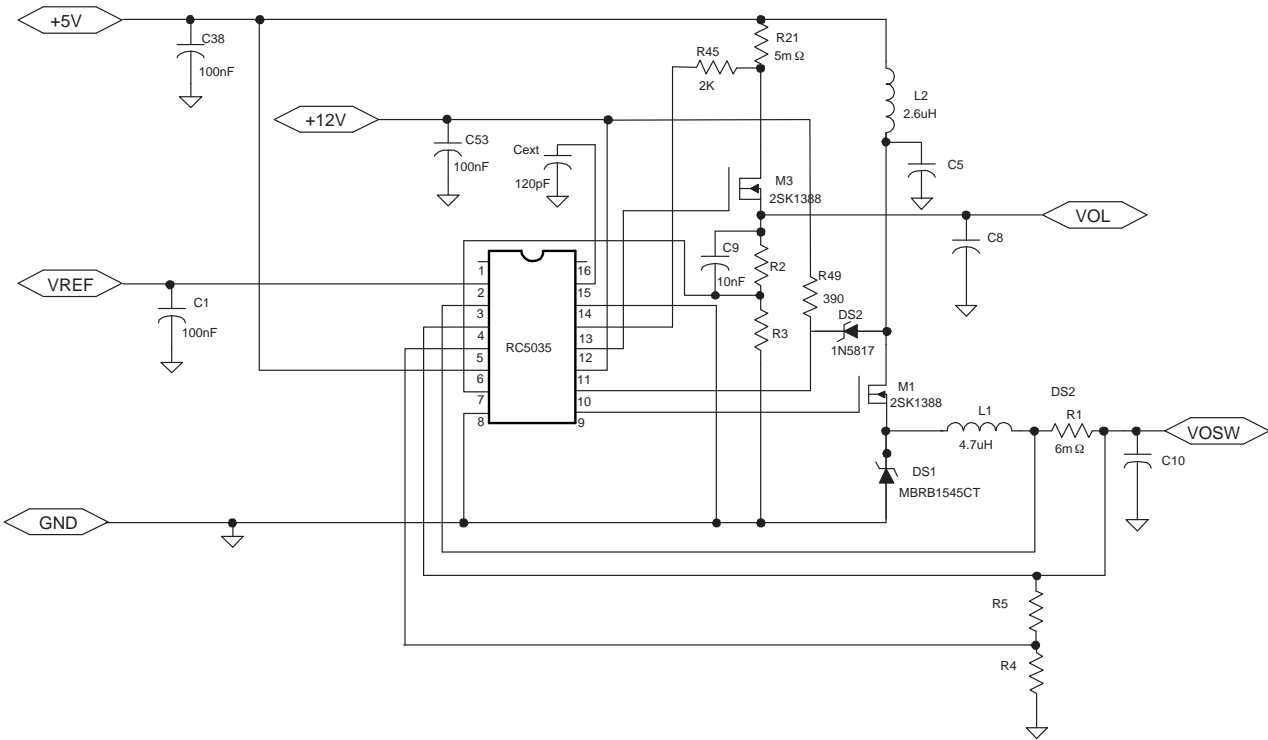 +5V
C38
100nF
R21
5m Ω
R45
2K
L2
2.6uH
+12V
C53
100nF
Cext
120pF
C5
M3
2SK1388
VOL
C8
C9
10nF
R2
R49
390
VREF
C1
100nF
1
2
3
4
5
6
7
8
RC5035
16
15
14
13
12
11
10
9
R3
DS2
1N5817
M1
2SK1388
DS2
L1
4.7uH
R1
6m Ω
VOSW
C10
DS1
MBRB1545CT
GND
R5
R4